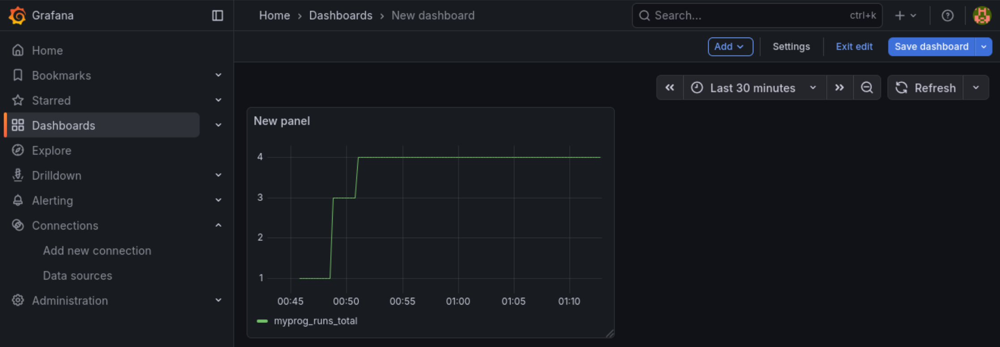 Grafana
Home › Dashboards › New dashboard
Search...
ctrl+k
Add
Settings
Exit edit
Save dashboard
Home
Bookmarks
Starred
Dashboards
Explore
Drilldown
Alerting
Connections
Add new connection
Data sources
Administration
Last 30 minutes
Refresh
New panel
4
3
2
1
00:45 00:50 00:55 01:00 01:05 01:10
myprog_runs_total